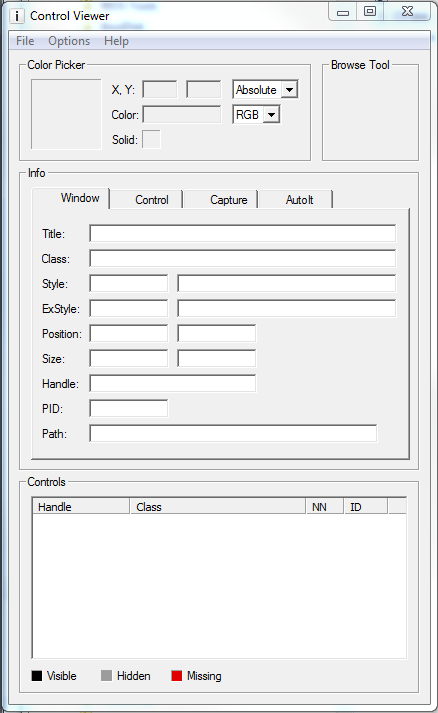 i Control Viewer
File Options Help
Color Picker
Browse Tool
X, Y: Absolute
Color: RGB
Solid:
Info
Window Control Capture AutoIt
Title:
Class:
Style:
ExStyle:
Position:
Size:
Handle:
PID:
Path:
Controls
Handle Class NN ID
Visible Hidden Missing